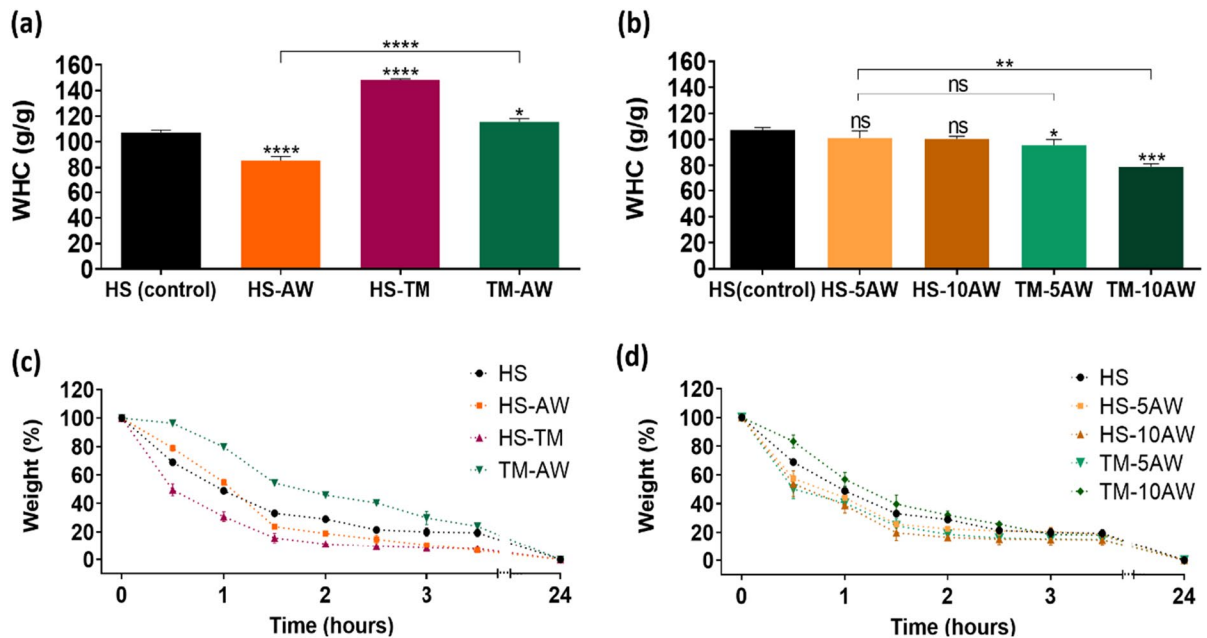 (a)
WHC (g/g)
160
140
120
100
80
60
40
20
0
****
****
****
*
HS (control)
HS-AW
HS-TM
TM-AW
(b)
WHC (g/g)
160
140
120
100
80
60
40
20
0
**
ns
ns
ns
*
***
HS(control)
HS-5AW
HS-10AW
TM-5AW
TM-10AW
(c)
Weight (%)
120
100
80
60
40
20
0
HS
HS-AW
HS-TM
TM-AW
0
1
2
3
24
Time (hours)
(d)
Weight (%)
120
100
80
60
40
20
0
HS
HS-5AW
HS-10AW
TM-5AW
TM-10AW
0
1
2
3
24
Time (hours)